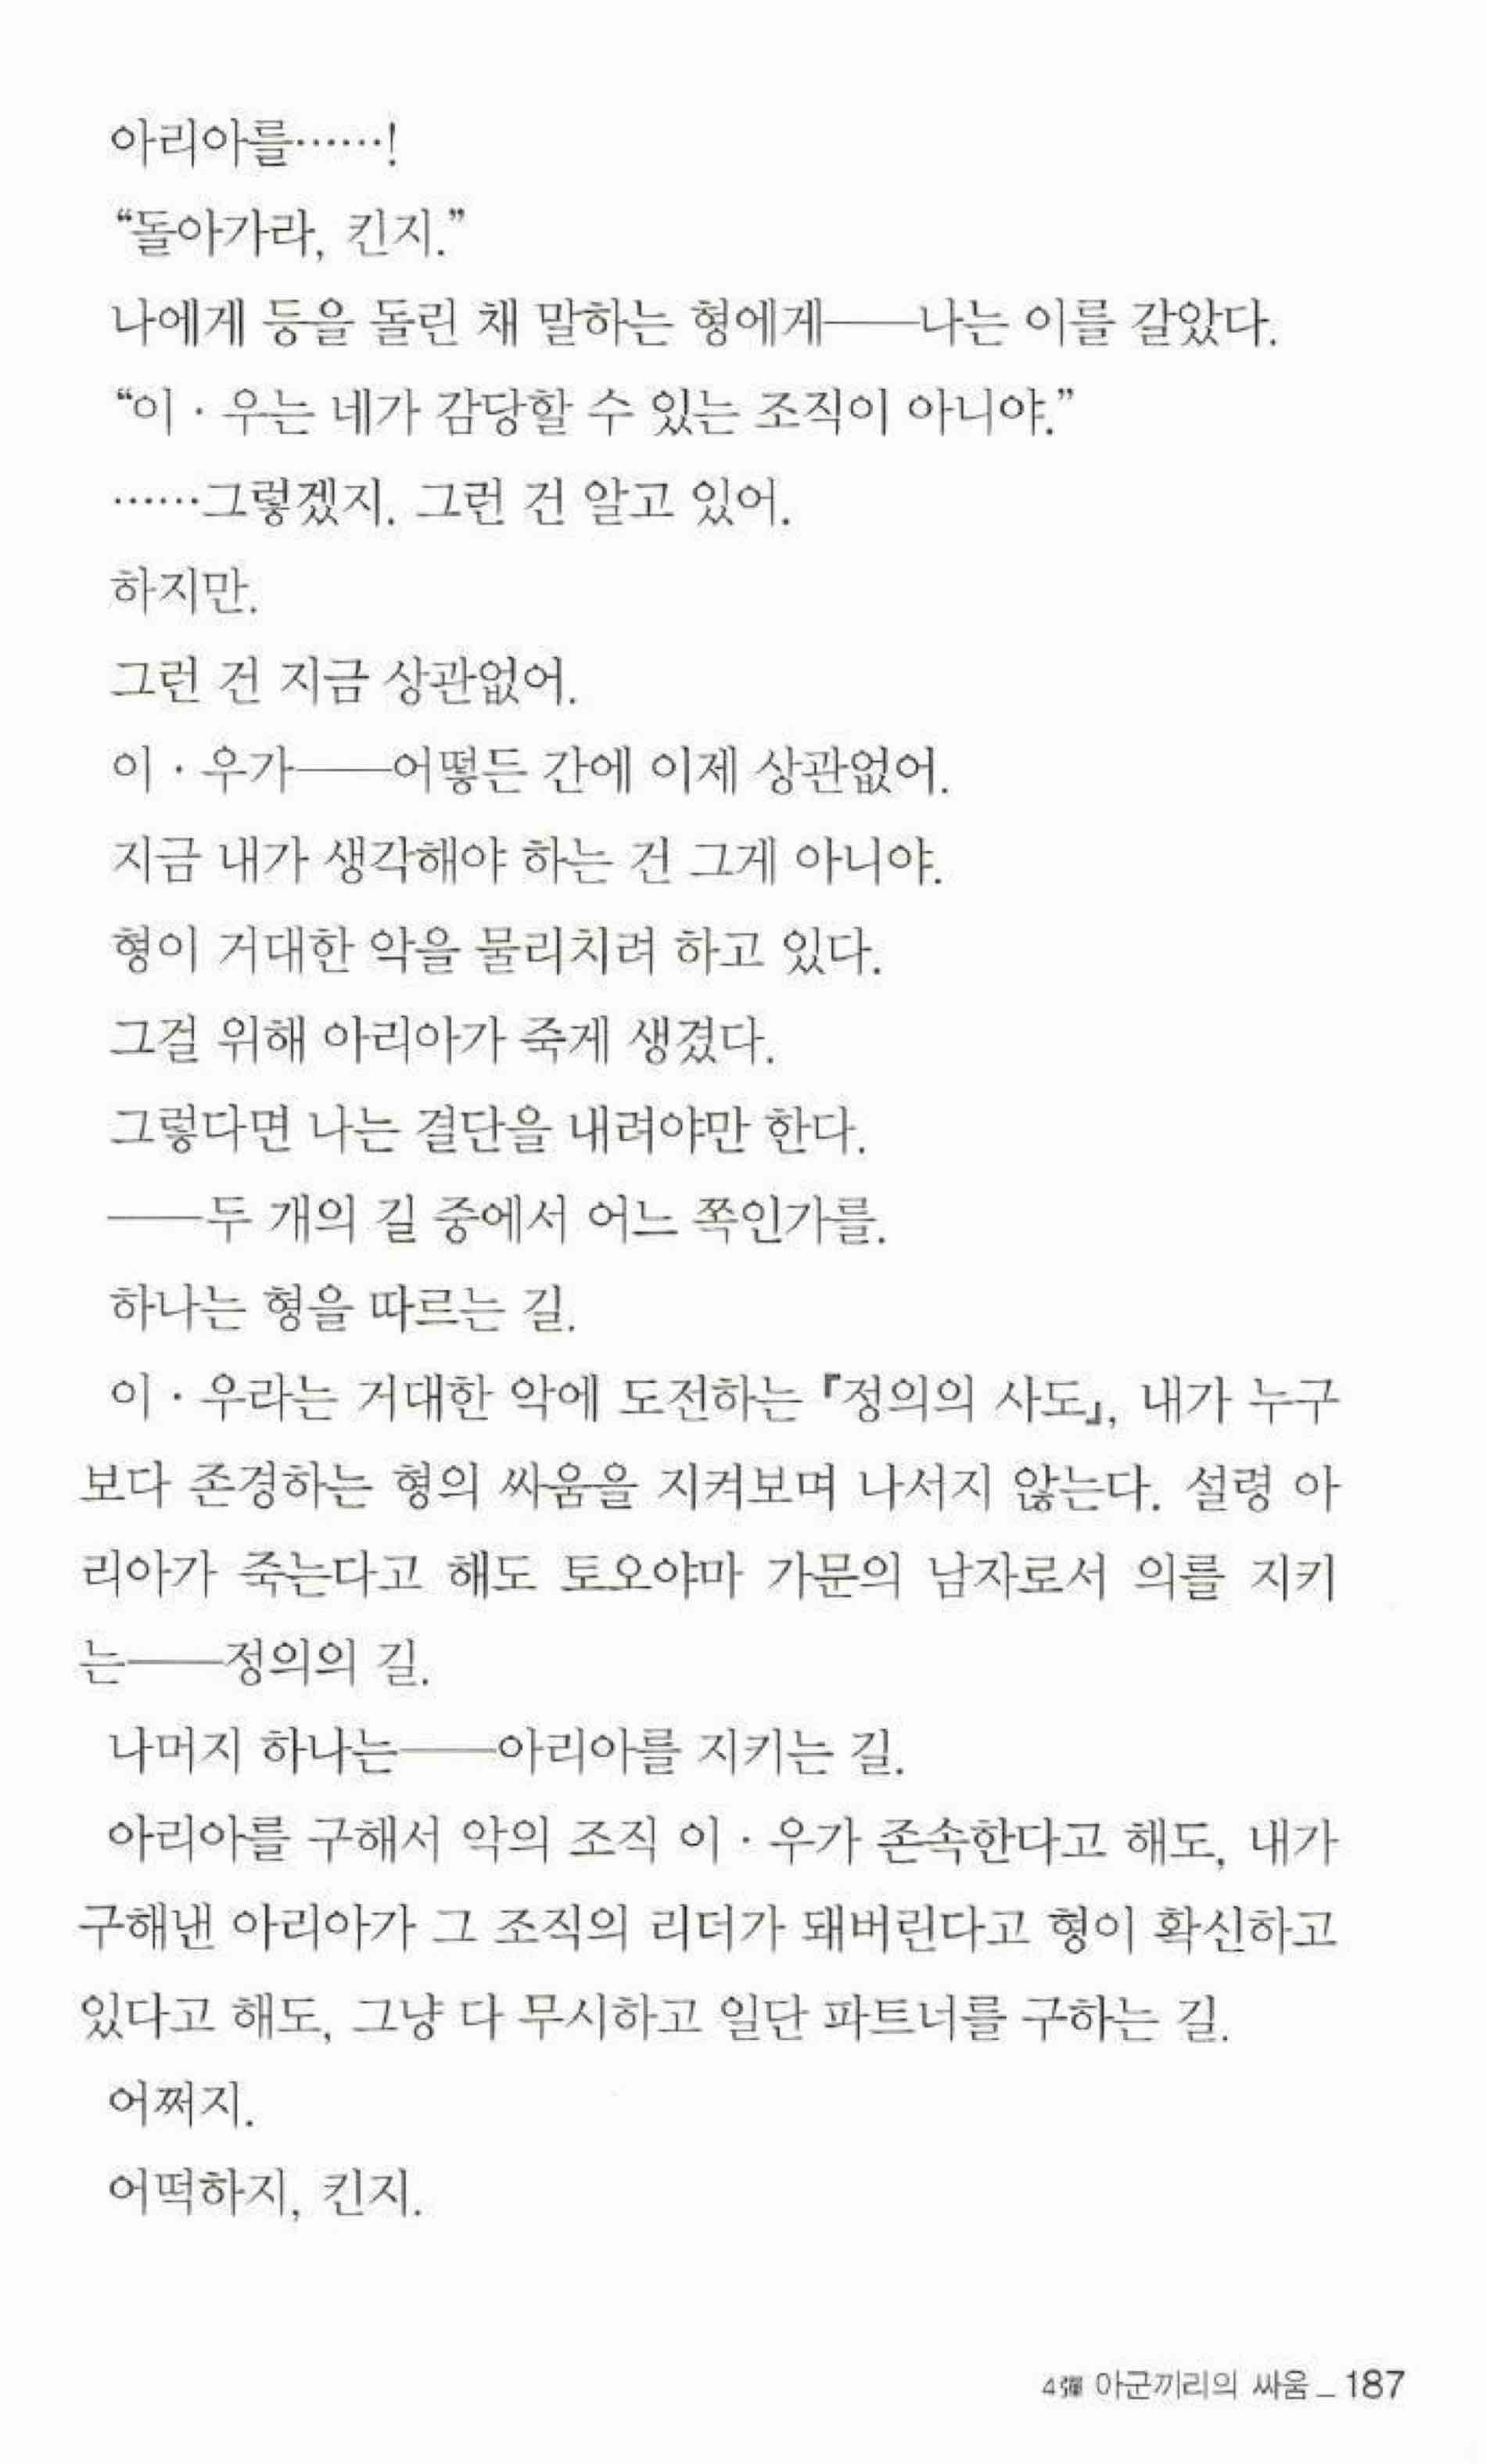 아리아를……!
“돌아가라, 킨지.”
나에게 등을 돌린 채 말하는 형에게──나는 이를 갈았다.
“이 · 우는 네가 감당할 수 있는 조직이 아니야.”
……그렇겠지. 그런 건 알고 있어.
하지만.
그런 건 지금 상관없어.
이 · 우가──어떻든 간에 이제 상관없어.
지금 내가 생각해야 하는 건 그게 아니야.
형이 거대한 악을 물리치려 하고 있다.
그걸 위해 아리아가 죽게 생겼다.
그렇다면 나는 결단을 내려야만 한다.
──두 개의 길 중에서 어느 쪽인가를.
하나는 형을 따르는 길.
이 · 우라는 거대한 악에 도전하는 『정의의 사도』, 내가 누구
보다 존경하는 형의 싸움을 지켜보며 나서지 않는다. 설령 아
리아가 죽는다고 해도 토오야마 가문의 남자로서 의를 지키
는──정의의 길.
나머지 하나는──아리아를 지키는 길.
아리아를 구해서 악의 조직 이 · 우가 존속한다고 해도, 내가
구해낸 아리아가 그 조직의 리더가 돼버린다고 형이 확신하고
있다고 해도, 그냥 다 무시하고 일단 파트너를 구하는 길.
어쩌지.
어떡하지, 킨지.
4彈 아군끼리의 싸움 _ 187